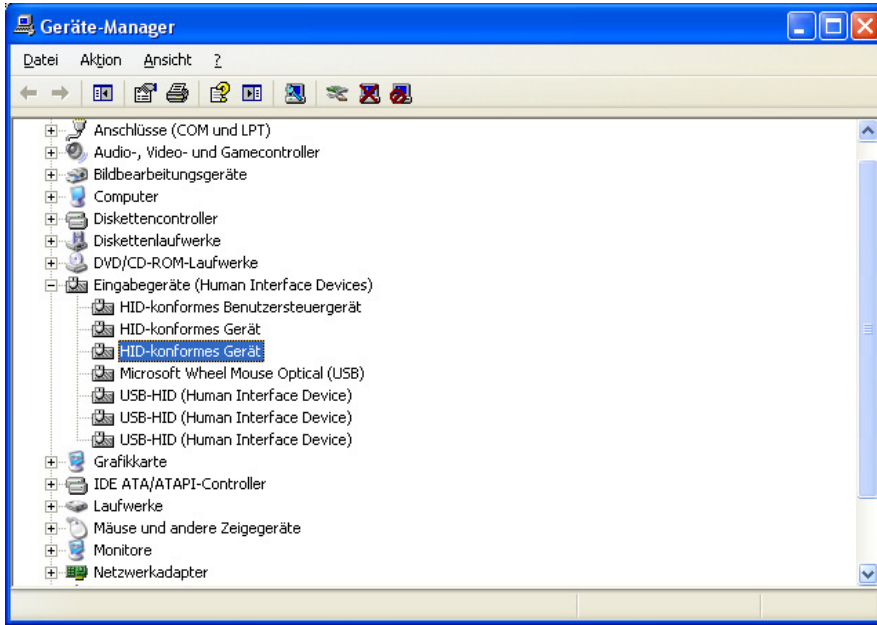 Geräte-Manager
Datei Aktion Ansicht ?
Anschlüsse (COM und LPT)
Audio-, Video- und Gamecontroller
Bildbearbeitungsgeräte
Computer
Diskettencontroller
Diskettenlaufwerke
DVD/CD-ROM-Laufwerke
Eingabegeräte (Human Interface Devices)
HID-konformes Benutzersteuergerät
HID-konformes Gerät
HID-konformes Gerät
Microsoft Wheel Mouse Optical (USB)
USB-HID (Human Interface Device)
USB-HID (Human Interface Device)
USB-HID (Human Interface Device)
Grafikkarte
IDE ATA/ATAPI-Controller
Laufwerke
Mäuse und andere Zeigegeräte
Monitore
Netzwerkadapter